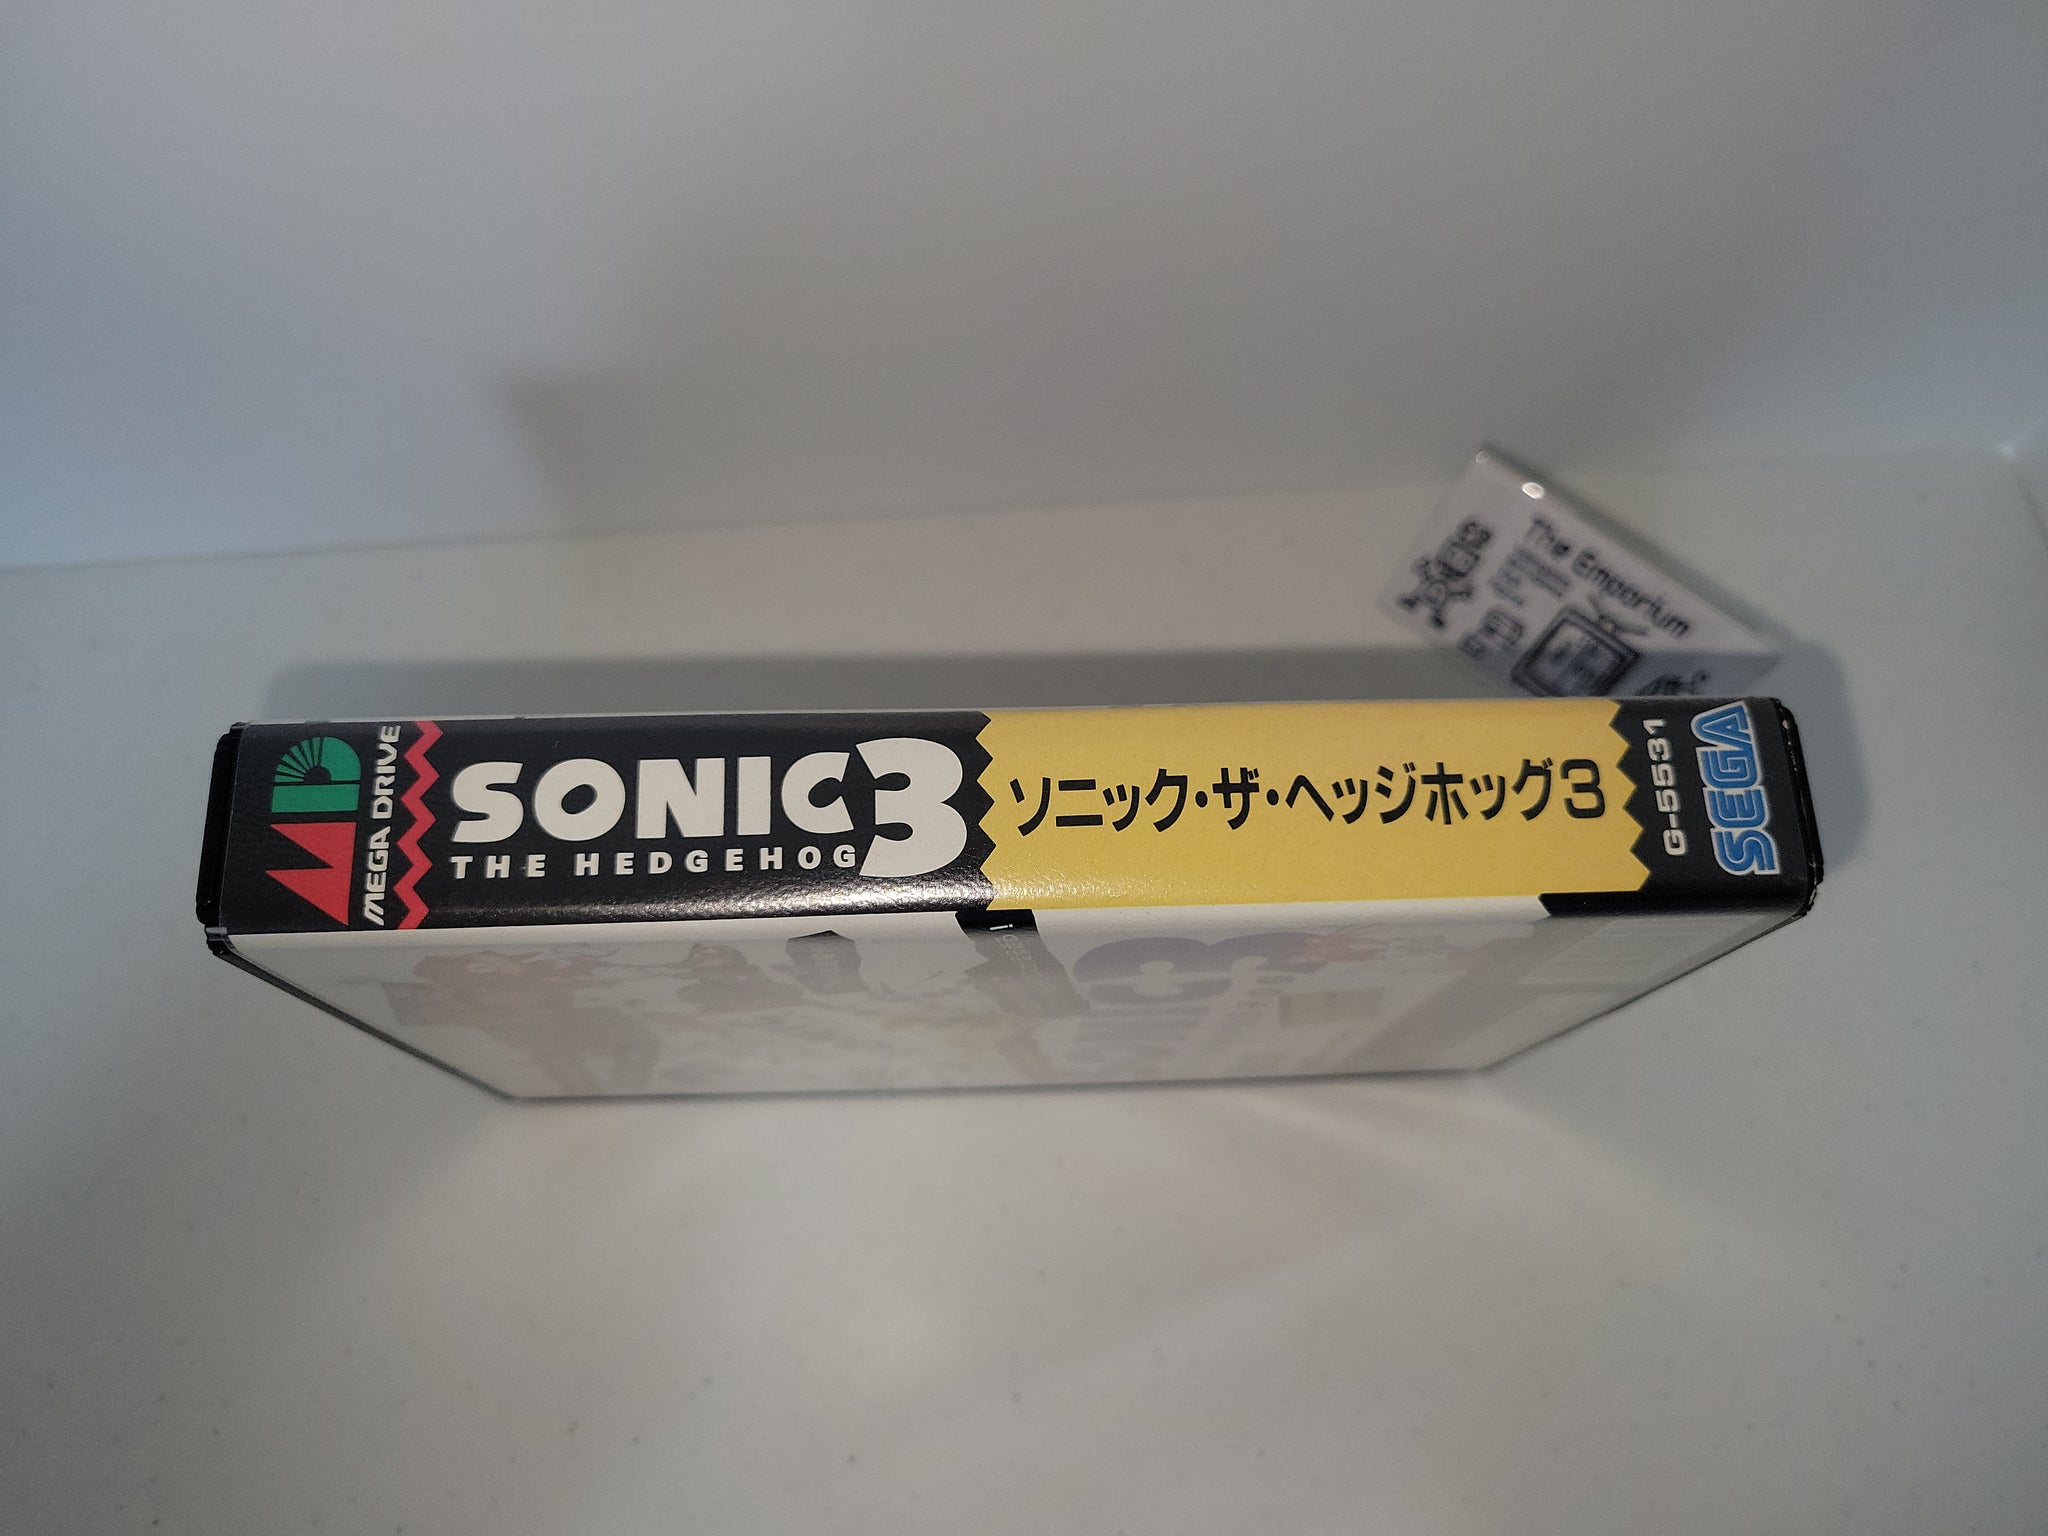 MEGA DRIVE
SONIC 3
THE HEDGEHOG
ソニック・ザ・ヘッジホッグ3
G-5531
SEGA
The Emporium